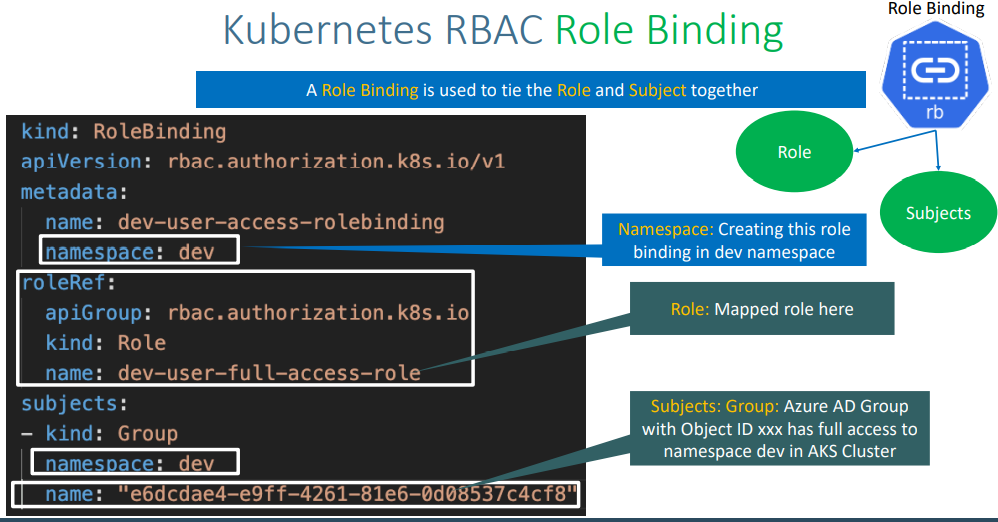 Kubernetes RBAC Role Binding
Role Binding
rb
A Role Binding is used to tie the Role and Subject together
Role
Subjects
kind: RoleBinding
apiVersion: rbac.authorization.k8s.io/v1
metadata:
name: dev-user-access-rolebinding
namespace: dev
roleRef:
apiGroup: rbac.authorization.k8s.io
kind: Role
name: dev-user-full-access-role
subjects:
- kind: Group
namespace: dev
name: "e6dcdae4-e9ff-4261-81e6-0d08537c4cf8"
Namespace: Creating this role
binding in dev namespace
Role: Mapped role here
Subjects: Group: Azure AD Group
with Object ID xxx has full access to
namespace dev in AKS Cluster